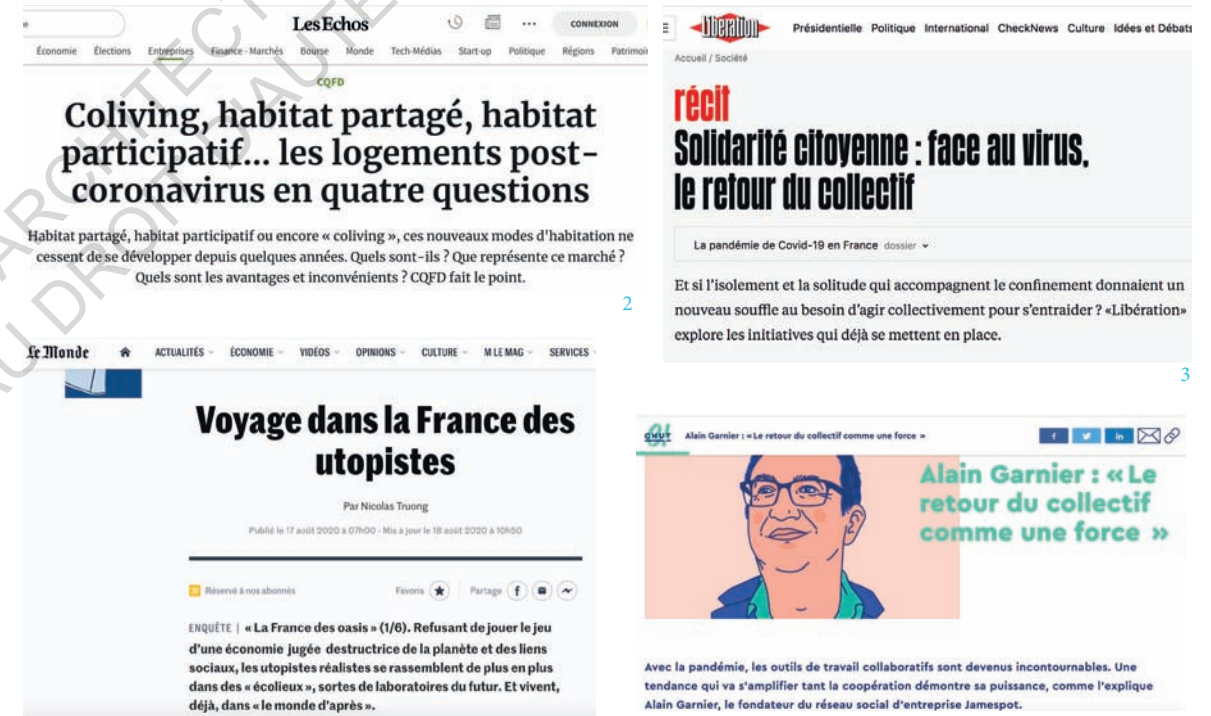 Les Echos
CONNEXION
Économie Élections Entreprises Finance - Marchés Bourse Monde Tech-Médias Start-up Politique Régions Patrimoi
CQFD
Coliving, habitat partagé, habitat
participatif... les logements post-
coronavirus en quatre questions
Habitat partagé, habitat participatif ou encore « coliving », ces nouveaux modes d'habitation ne
cessent de se développer depuis quelques années. Quels sont-ils ? Que représente ce marché ?
Quels sont les avantages et inconvénients ? CQFD fait le point.
2
Libération
Présidentielle Politique International CheckNews Culture Idées et Débats
Accueil / Société
récit
Solidarité citoyenne : face au virus,
le retour du collectif
La pandémie de Covid-19 en France dossier
Et si l'isolement et la solitude qui accompagnent le confinement donnaient un
nouveau souffle au besoin d'agir collectivement pour s'entraider ? «Libération»
explore les initiatives qui déjà se mettent en place.
3
Le Monde
ACTUALITÉS ÉCONOMIE VIDÉOS OPINIONS CULTURE M LE MAG SERVICES
Voyage dans la France des
utopistes
Par Nicolas Truong
Publié le 17 août 2020 à 07h00 - Mis à jour le 18 août 2020 à 10h50
Réservé à nos abonnés
Favoris
Partage
ENQUÊTE | « La France des oasis » (1/6). Refusant de jouer le jeu
d'une économie jugée destructrice de la planète et des liens
sociaux, les utopistes réalistes se rassemblent de plus en plus
dans des « écolieux », sortes de laboratoires du futur. Et vivent,
déjà, dans « le monde d'après ».
CHUT
Alain Garnier : « Le retour du collectif comme une force »
Alain Garnier : « Le
retour du collectif
comme une force »
Avec la pandémie, les outils de travail collaboratifs sont devenus incontournables. Une
tendance qui va s'amplifier tant la coopération démontre sa puissance, comme l'explique
Alain Garnier, le fondateur du réseau social d'entreprise Jamespot.